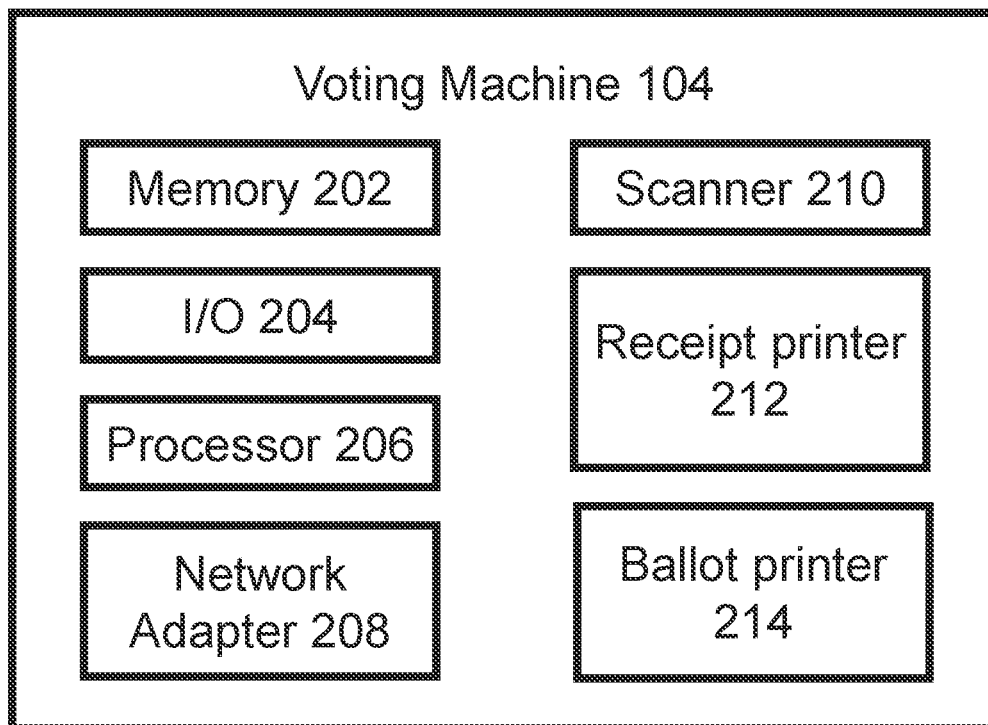 Voting Machine 104
Memory 202
I/O 204
Processor 206
Network
Adapter 208
Scanner 210
Receipt printer
212
Ballot printer
214